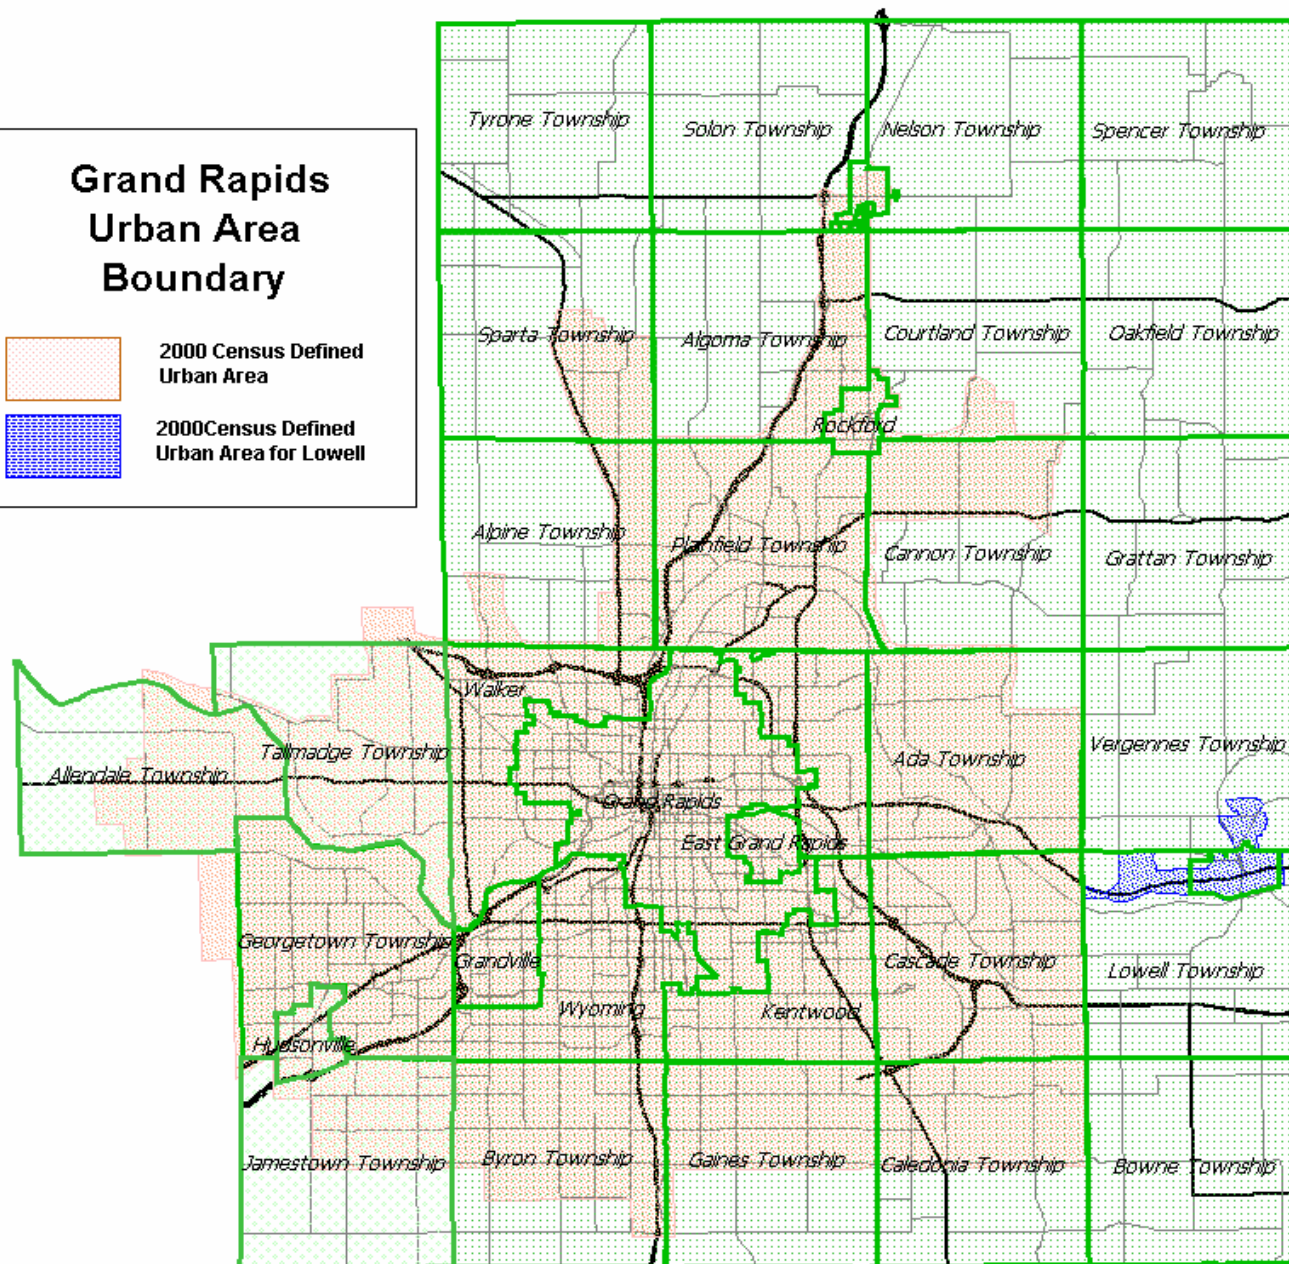 Grand Rapids
Urban Area
Boundary
2000 Census Defined
Urban Area
2000Census Defined
Urban Area for Lowell
Tyrone Township
Solon Township
Nelson Township
Spencer Township
Sparta Township
Algoma Township
Courtland Township
Oakfield Township
Rockford
Alpine Township
Plainfield Township
Cannon Township
Grattan Township
Walker
Tallmadge Township
Allendale Township
Ada Township
Vergennes Township
Grand Rapids
East Grand Rapids
Georgetown Township
Grandville
Cascade Township
Lowell Township
Wyoming
Kentwood
Hudsonville
Jamestown Township
Byron Township
Gaines Township
Caledonia Township
Bowne Township